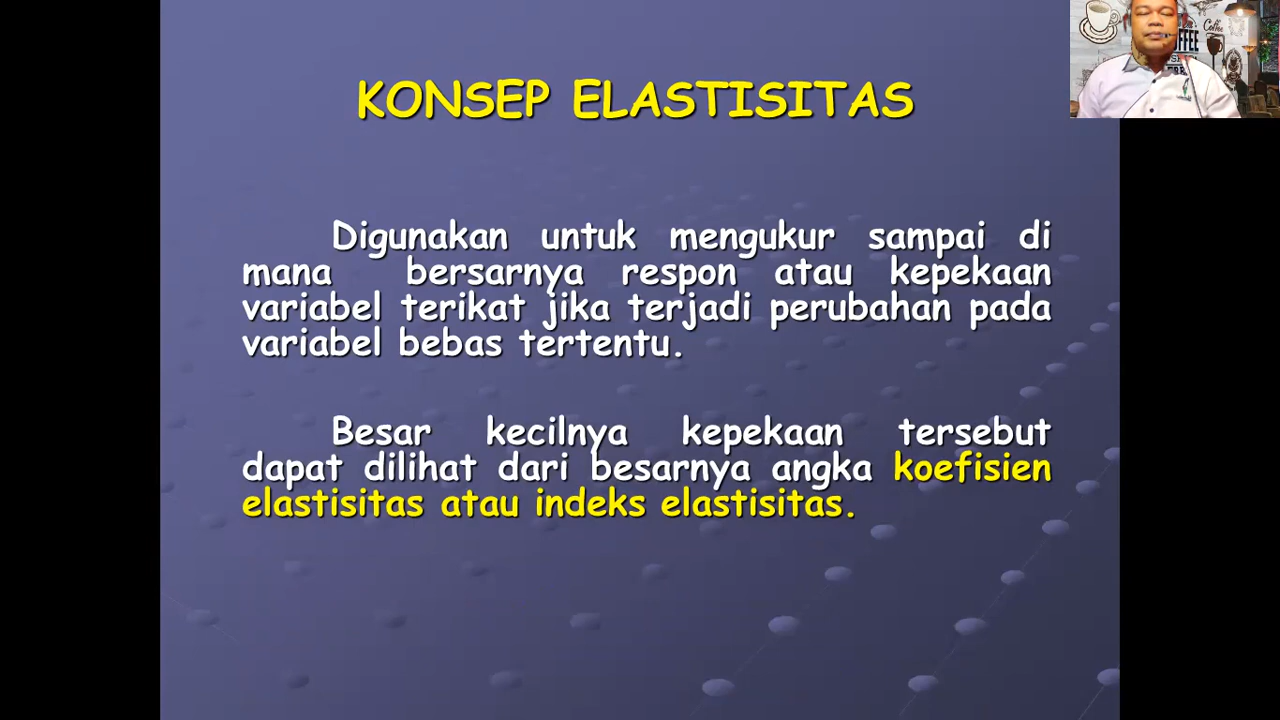 KONSEP ELASTISITAS
Digunakan untuk mengukur sampai di
mana bersarnya respon atau kepekaan
variabel terikat jika terjadi perubahan pada
variabel bebas tertentu.
Besar kecilnya kepekaan tersebut
dapat dilihat dari besarnya angka koefisien
elastisitas atau indeks elastisitas.
Coffee